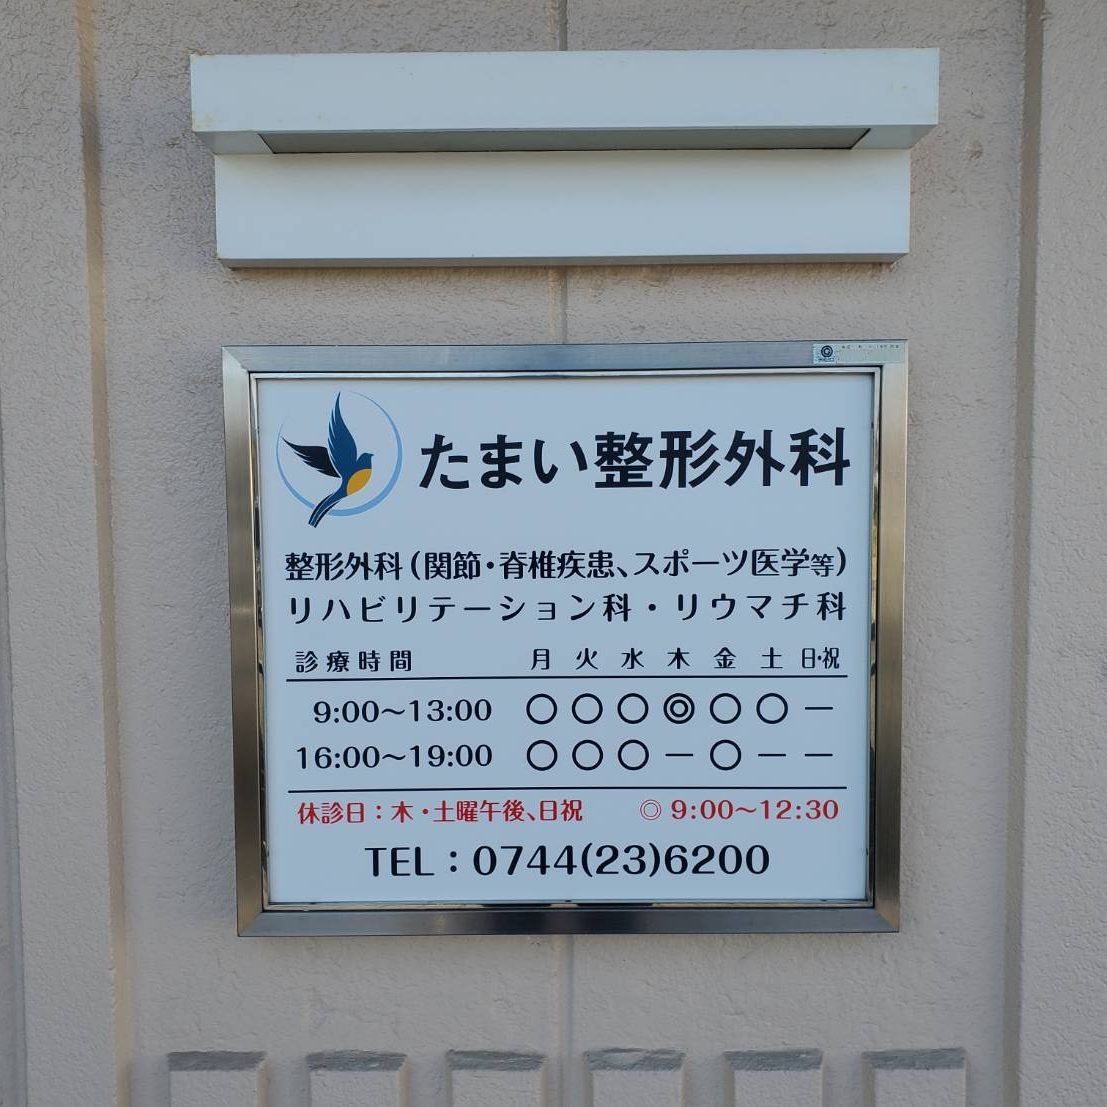 たまい整形外科
整形外科(関節・脊椎疾患、スポーツ医学等)
リハビリテーション科・リウマチ科
診療時間 月 火 水 木 金 土 日・祝
9:00〜13:00 ○ ○ ○ ◎ ○ ○ ー
16:00〜19:00 ○ ○ ○ ー ○ ー ー
休診日：木・土曜午後、日祝 ◎ 9:00〜12:30
TEL：0744(23)6200